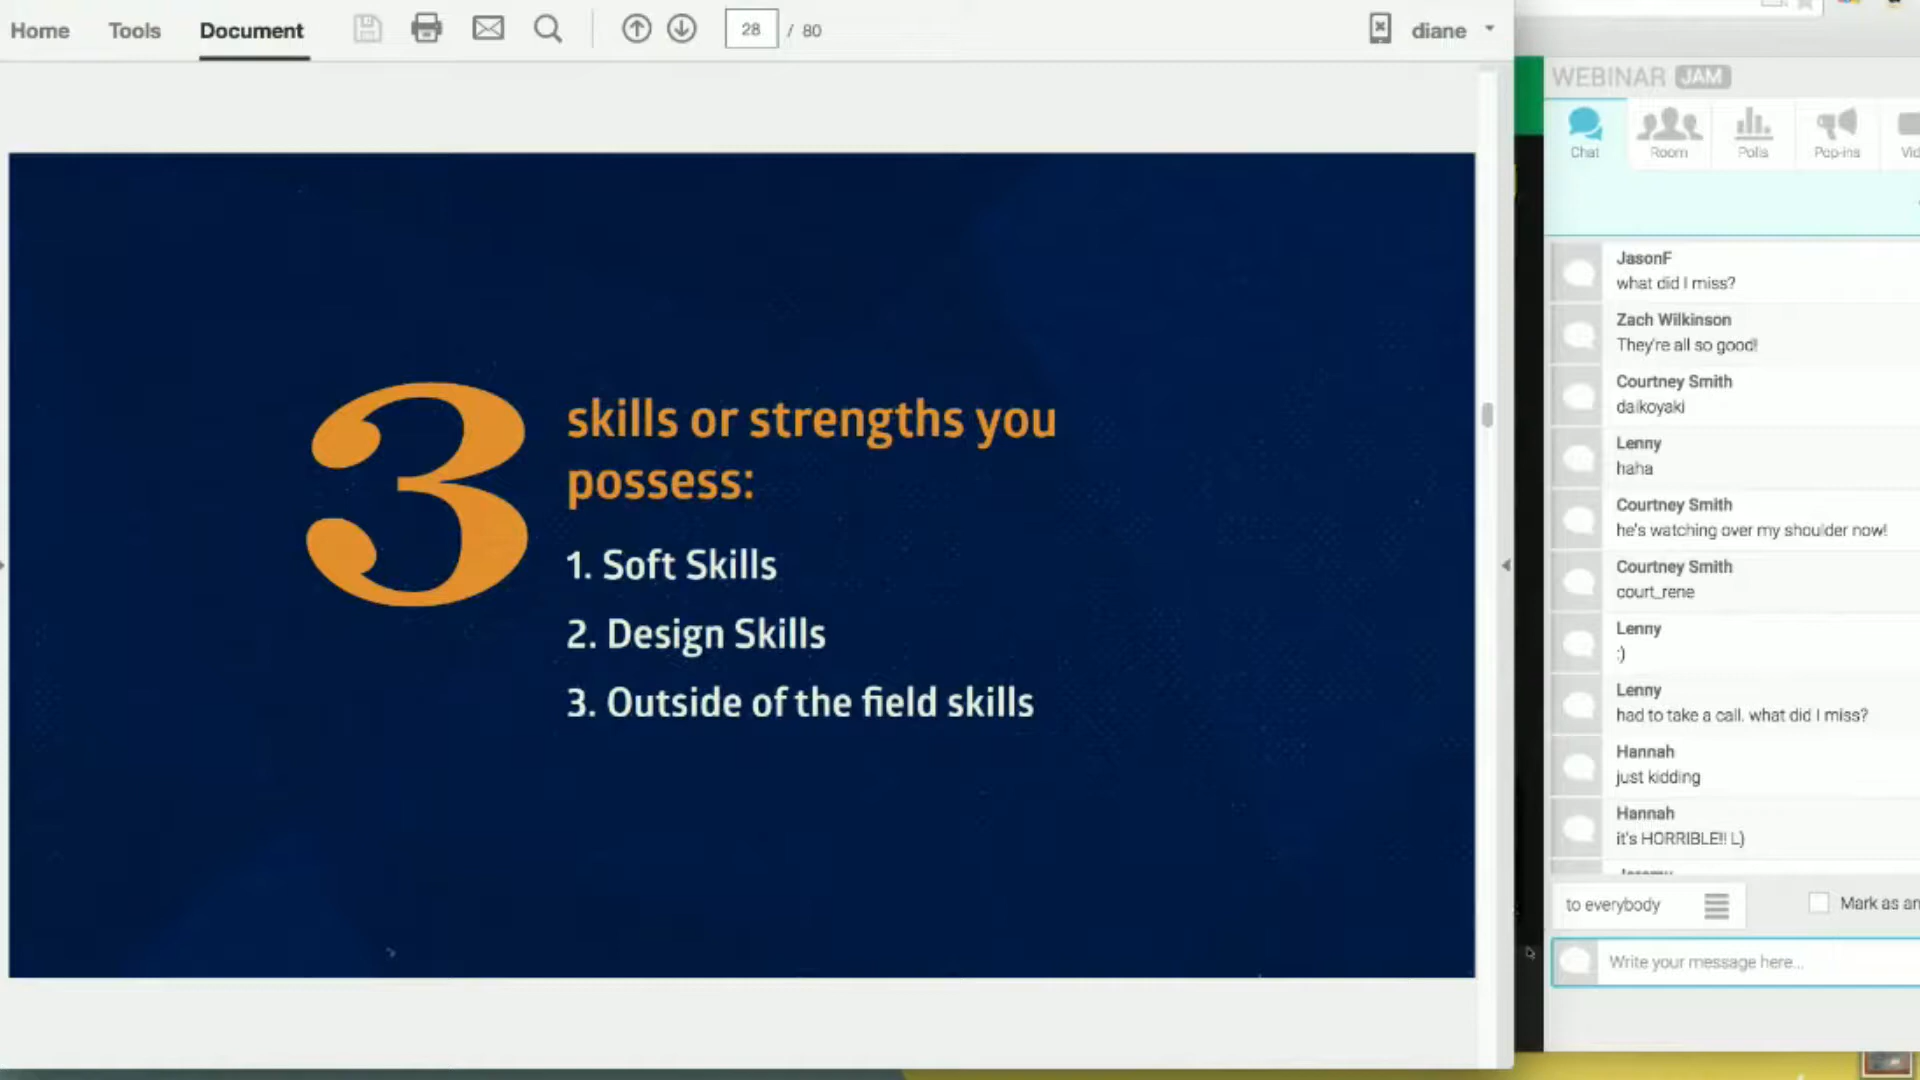 Home Tools Document 28 / 80 diane
WEBINAR JAM
Chat Room Polls Pop-ins
3
skills or strengths you
possess:
1. Soft Skills
2. Design Skills
3. Outside of the field skills
JasonF
what did I miss?
Zach Wilkinson
They're all so good!
Courtney Smith
daikoyaki
Lenny
haha
Courtney Smith
he's watching over my shoulder now!
Courtney Smith
court_rene
Lenny
:)
Lenny
had to take a call. what did I miss?
Hannah
just kidding
Hannah
it's HORRIBLE!! L)
to everybody
Mark as an
Write your message here...